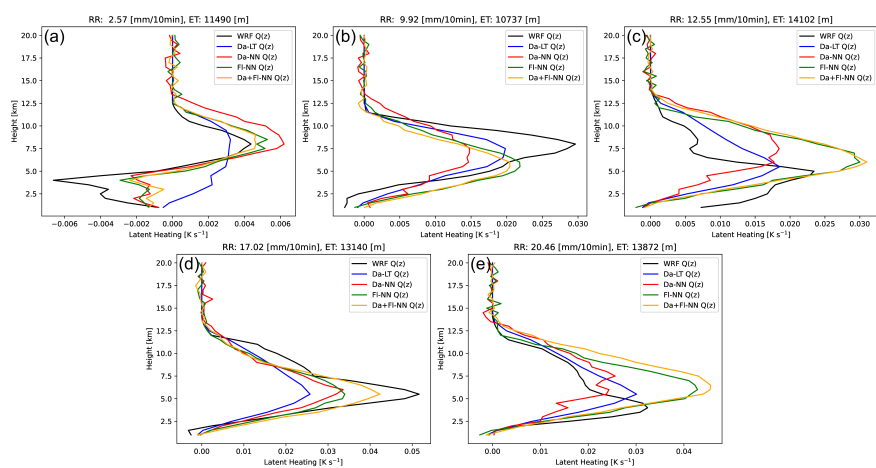 RR: 2.57 [mm/10min], ET: 11490 [m]
(a)
WRF Q(z)
Da-LT Q(z)
Da-NN Q(z)
Fl-NN Q(z)
Da+Fl-NN Q(z)
Height [km]
20.0
17.5
15.0
12.5
10.0
7.5
5.0
2.5
−0.006 −0.004 −0.002 0.000 0.002 0.004 0.006
Latent Heating [K s⁻¹]
RR: 9.92 [mm/10min], ET: 10737 [m]
(b)
WRF Q(z)
Da-LT Q(z)
Da-NN Q(z)
Fl-NN Q(z)
Da+Fl-NN Q(z)
Height [km]
20.0
17.5
15.0
12.5
10.0
7.5
5.0
2.5
0.000 0.005 0.010 0.015 0.020 0.025 0.030
Latent Heating [K s⁻¹]
RR: 12.55 [mm/10min], ET: 14102 [m]
(c)
WRF Q(z)
Da-LT Q(z)
Da-NN Q(z)
Fl-NN Q(z)
Da+Fl-NN Q(z)
Height [km]
20.0
17.5
15.0
12.5
10.0
7.5
5.0
2.5
0.000 0.005 0.010 0.015 0.020 0.025 0.030
Latent Heating [K s⁻¹]
RR: 17.02 [mm/10min], ET: 13140 [m]
(d)
WRF Q(z)
Da-LT Q(z)
Da-NN Q(z)
Fl-NN Q(z)
Da+Fl-NN Q(z)
Height [km]
20.0
17.5
15.0
12.5
10.0
7.5
5.0
2.5
0.00 0.01 0.02 0.03 0.04 0.05
Latent Heating [K s⁻¹]
RR: 20.46 [mm/10min], ET: 13872 [m]
(e)
WRF Q(z)
Da-LT Q(z)
Da-NN Q(z)
Fl-NN Q(z)
Da+Fl-NN Q(z)
Height [km]
20.0
17.5
15.0
12.5
10.0
7.5
5.0
2.5
0.00 0.01 0.02 0.03 0.04
Latent Heating [K s⁻¹]